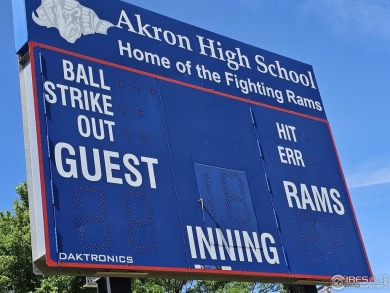 Akron High School
Home of the Fighting Rams
BALL
STRIKE
OUT
HIT
ERR
GUEST
RAMS
INNING
DAKTRONICS